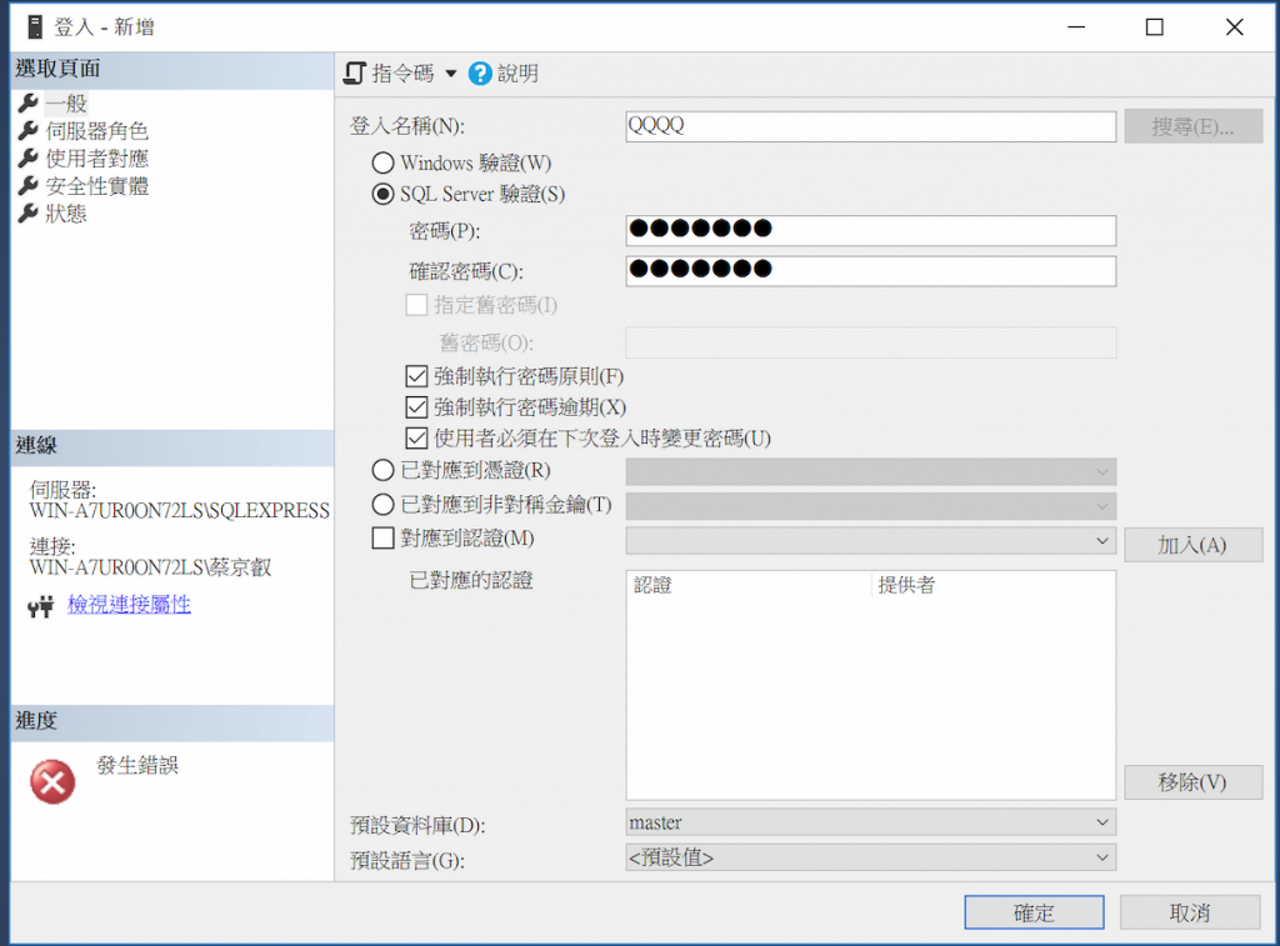 登入 - 新增
選取頁面
一般
伺服器角色
使用者對應
安全性實體
狀態
連線
伺服器:
WIN-A7UR0ON72LS\SQLEXPRESS
連接:
WIN-A7UR0ON72LS\蔡京叡
檢視連接屬性
進度
發生錯誤
指令碼 說明
登入名稱(N): QQQQ 搜尋(E)...
Windows 驗證(W)
SQL Server 驗證(S)
密碼(P): ●●●●●●●
確認密碼(C): ●●●●●●●
指定舊密碼(I)
舊密碼(O):
強制執行密碼原則(F)
強制執行密碼逾期(X)
使用者必須在下次登入時變更密碼(U)
已對應到憑證(R)
已對應到非對稱金鑰(T)
對應到認證(M) 加入(A)
已對應的認證 認證 提供者
移除(V)
預設資料庫(D): master
預設語言(G): <預設值>
確定 取消